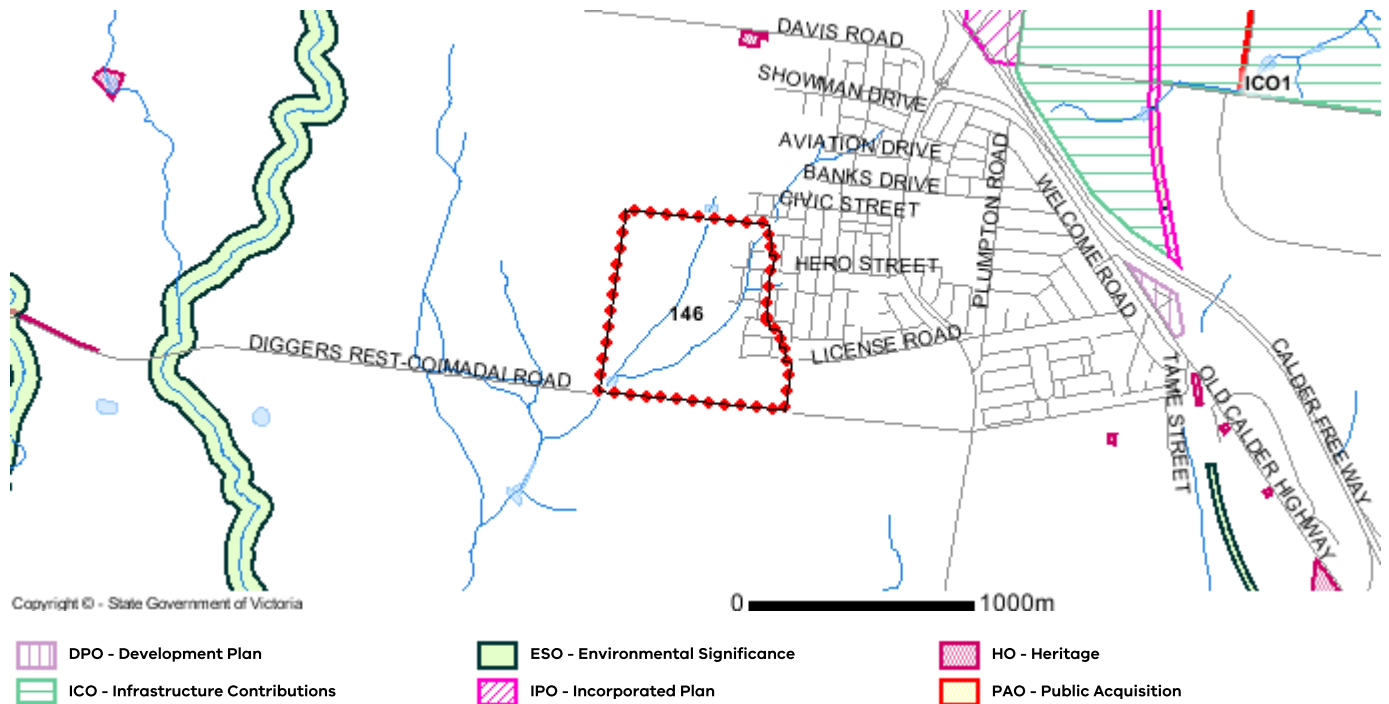 DAVIS ROAD
SHOWMAN DRIVE
ICO1
AVIATION DRIVE
BANKS DRIVE
PLUMPTON ROAD
CIVIC STREET
WELCOME ROAD
HERO STREET
146
DIGGERS REST-COIMADAI ROAD
LICENSE ROAD
TAME STREET
OLD CALDER HIGHWAY
CALDER FREEWAY
Copyright © - State Government of Victoria
0 1000m
DPO - Development Plan
ESO - Environmental Significance
HO - Heritage
ICO - Infrastructure Contributions
IPO - Incorporated Plan
PAO - Public Acquisition